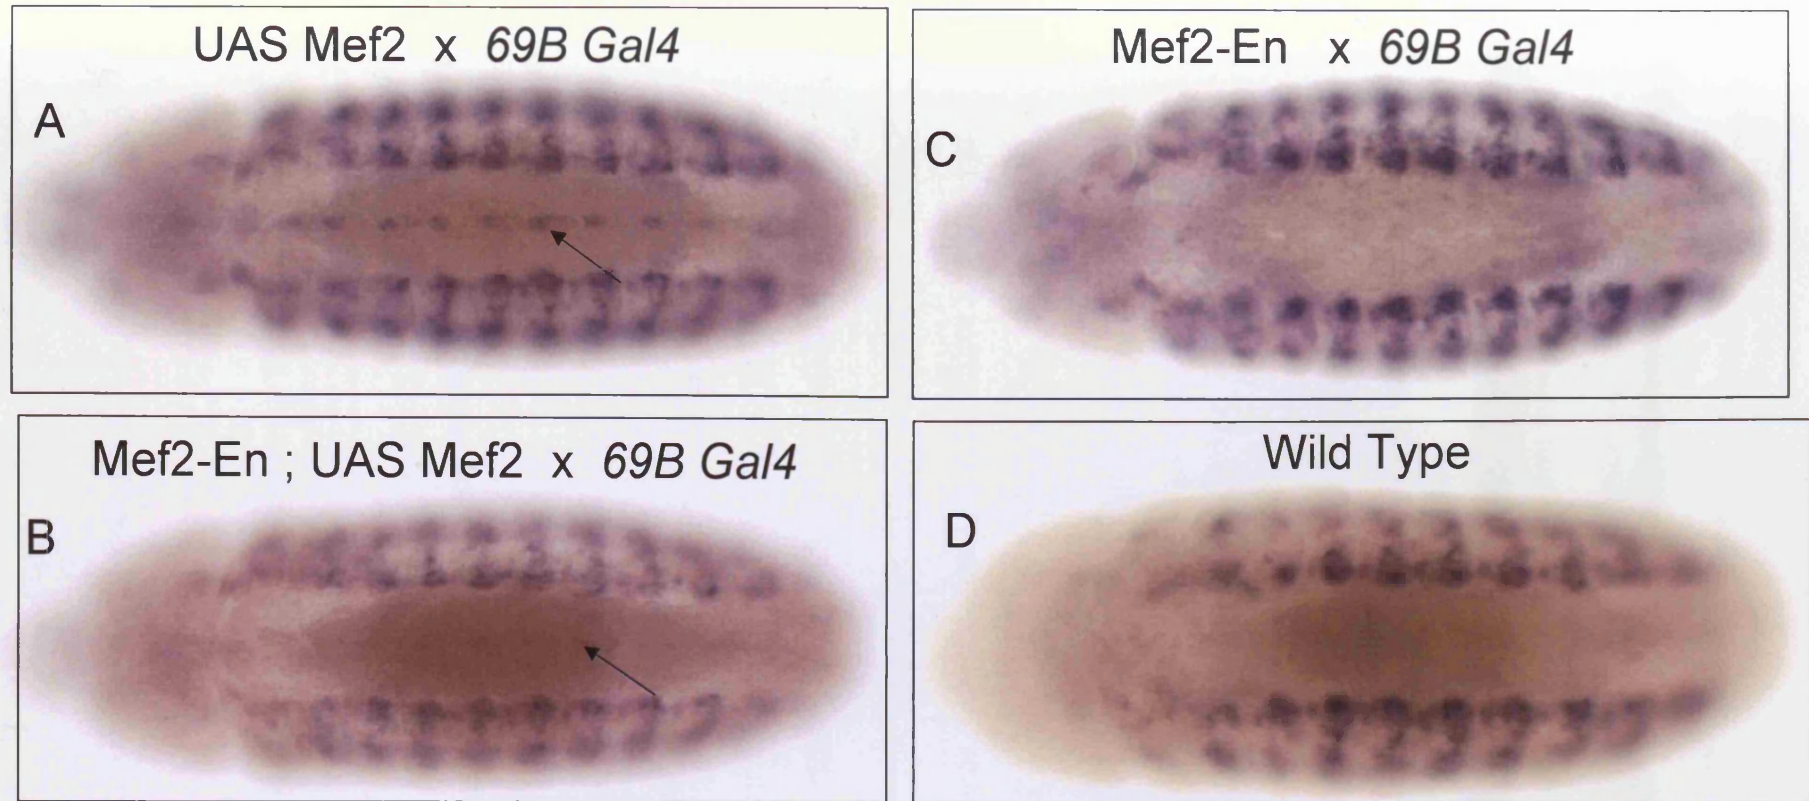 UAS Mef2 x 69B Gal4
A
Mef2-En x 69B Gal4
C
Mef2-En ; UAS Mef2 x 69B Gal4
B
Wild Type
D